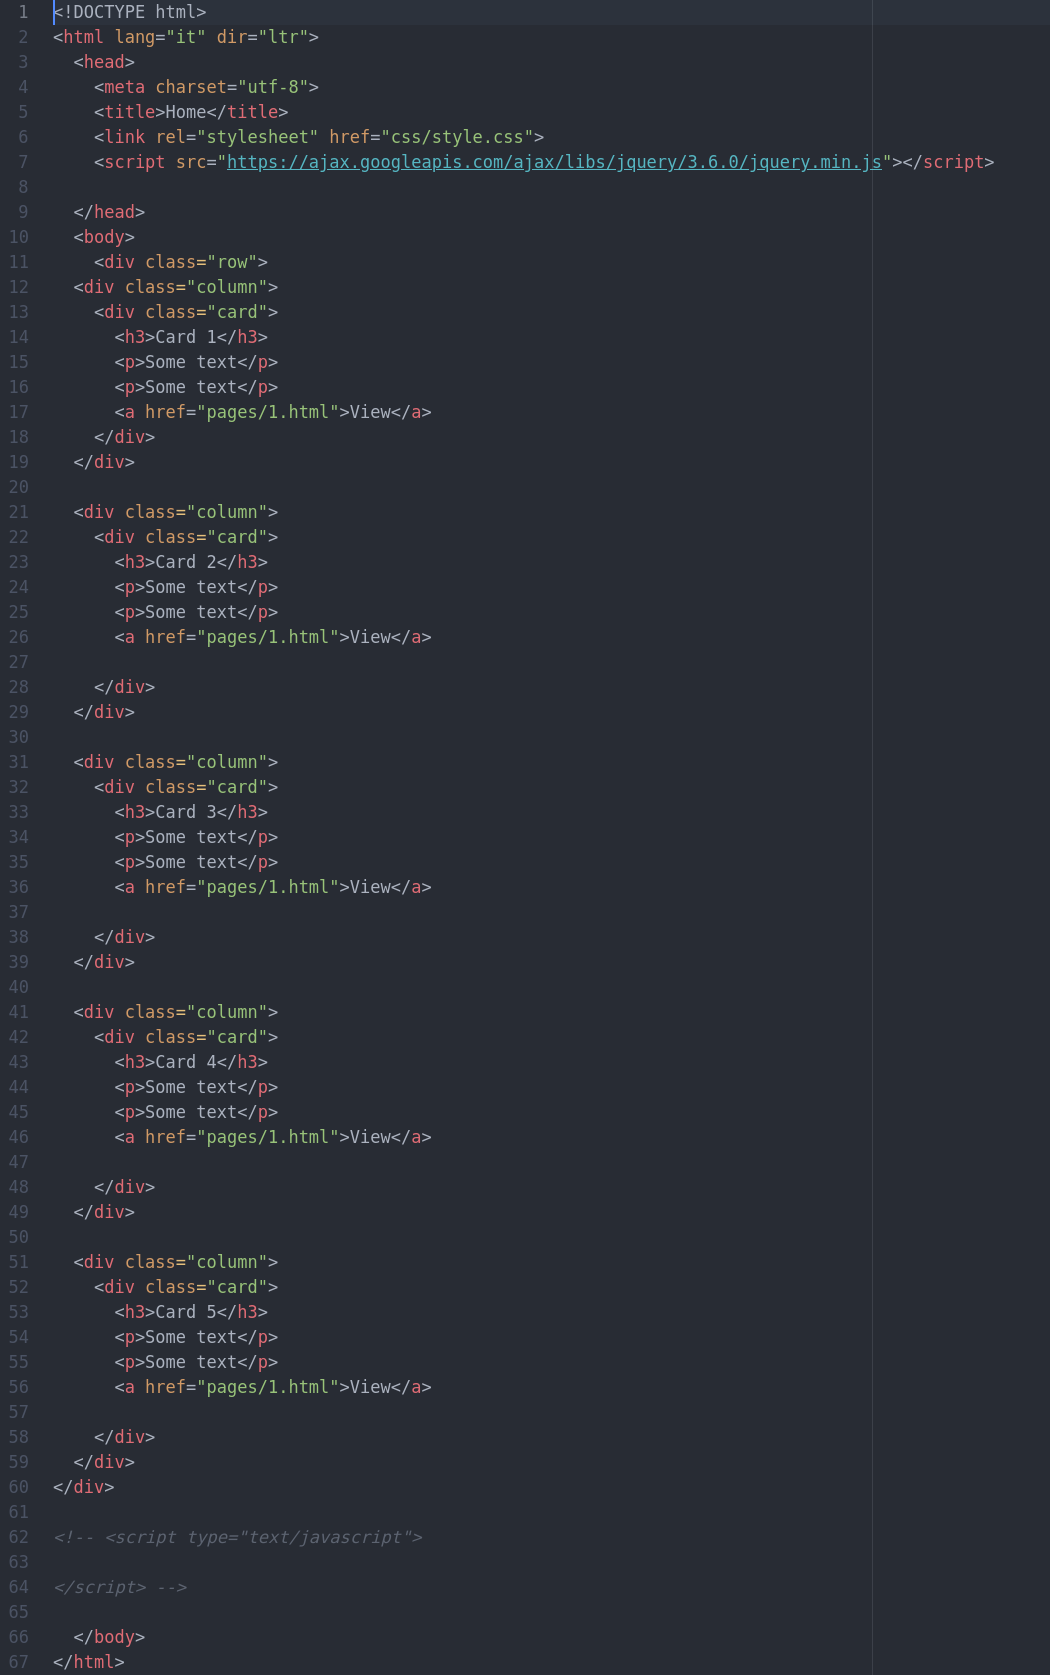 1 <!DOCTYPE html>
2 <html lang="it" dir="ltr">
3   <head>
4     <meta charset="utf-8">
5     <title>Home</title>
6     <link rel="stylesheet" href="css/style.css">
7     <script src="https://ajax.googleapis.com/ajax/libs/jquery/3.6.0/jquery.min.js"></script>
8
9   </head>
10   <body>
11     <div class="row">
12   <div class="column">
13     <div class="card">
14       <h3>Card 1</h3>
15       <p>Some text</p>
16       <p>Some text</p>
17       <a href="pages/1.html">View</a>
18     </div>
19   </div>
20
21   <div class="column">
22     <div class="card">
23       <h3>Card 2</h3>
24       <p>Some text</p>
25       <p>Some text</p>
26       <a href="pages/1.html">View</a>
27
28     </div>
29   </div>
30
31   <div class="column">
32     <div class="card">
33       <h3>Card 3</h3>
34       <p>Some text</p>
35       <p>Some text</p>
36       <a href="pages/1.html">View</a>
37
38     </div>
39   </div>
40
41   <div class="column">
42     <div class="card">
43       <h3>Card 4</h3>
44       <p>Some text</p>
45       <p>Some text</p>
46       <a href="pages/1.html">View</a>
47
48     </div>
49   </div>
50
51   <div class="column">
52     <div class="card">
53       <h3>Card 5</h3>
54       <p>Some text</p>
55       <p>Some text</p>
56       <a href="pages/1.html">View</a>
57
58     </div>
59   </div>
60 </div>
61
62 <!-- <script type="text/javascript">
63
64 </script> -->
65
66   </body>
67 </html>